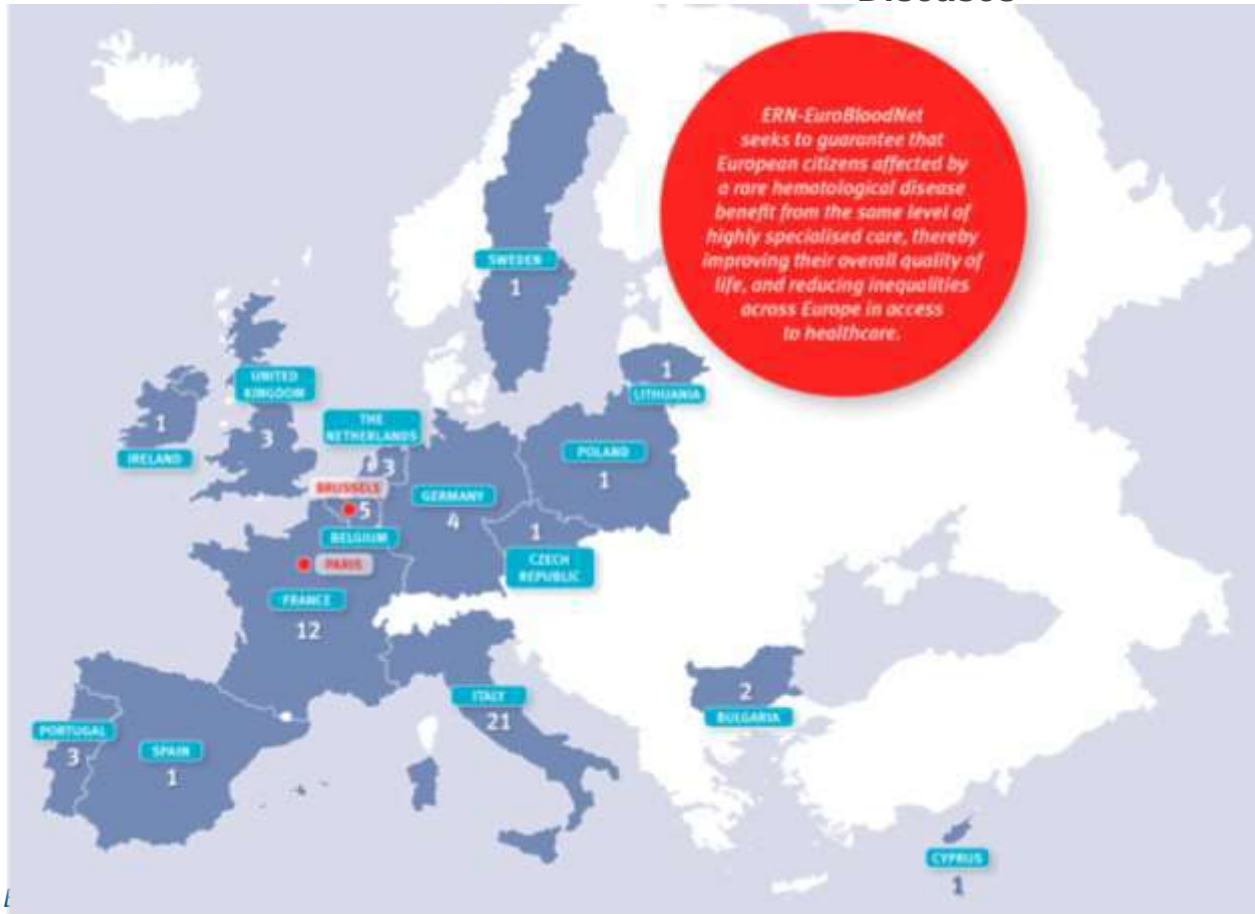 ERN-EuroBloodNet
seeks to guarantee that
European citizens affected by
a rare hematological disease
benefit from the same level of
highly specialised care, thereby
improving their overall quality of
life, and reducing inequalities
across Europe in access
to healthcare.
SWEDEN
1
1
LITHUANIA
UNITED
KINGDOM
3
1
IRELAND
THE
NETHERLANDS
3
POLAND
1
BRUSSELS
5
BELGIUM
GERMANY
4
1
CZECH
REPUBLIC
PARIS
FRANCE
12
ITALY
21
2
BULGARIA
PORTUGAL
3
SPAIN
1
CYPRUS
1